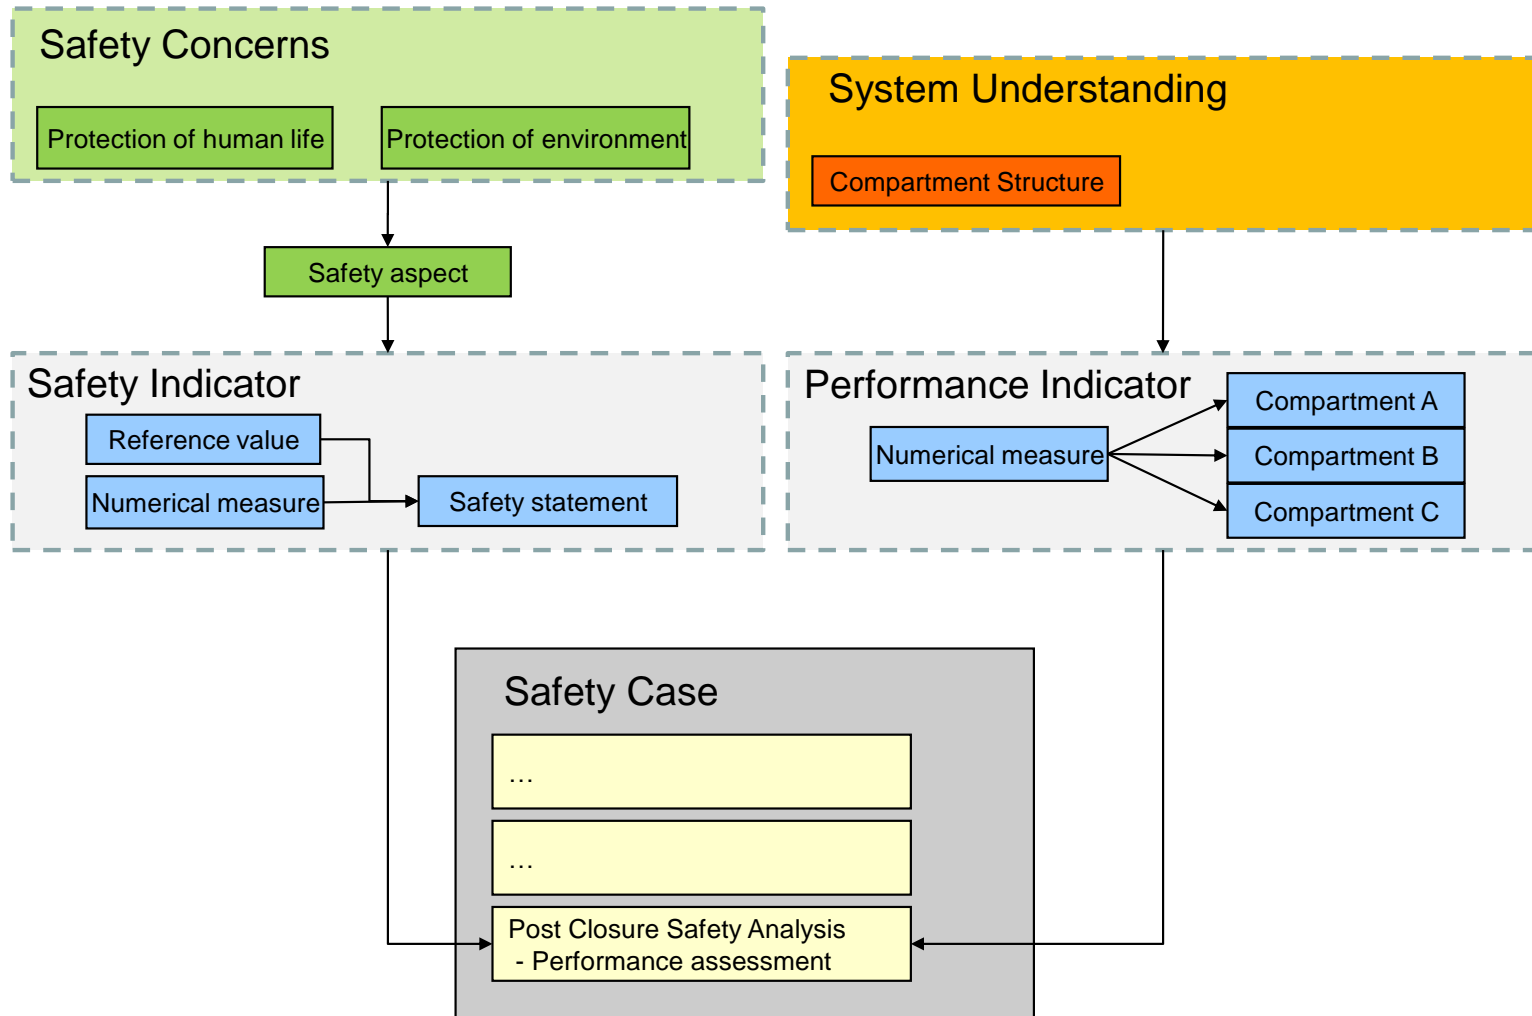 Safety Concerns
Protection of human life
Protection of environment
System Understanding
Compartment Structure
Safety aspect
Safety Indicator
Reference value
Numerical measure
Safety statement
Performance Indicator
Numerical measure
Compartment A
Compartment B
Compartment C
Safety Case
...
...
Post Closure Safety Analysis
- Performance assessment